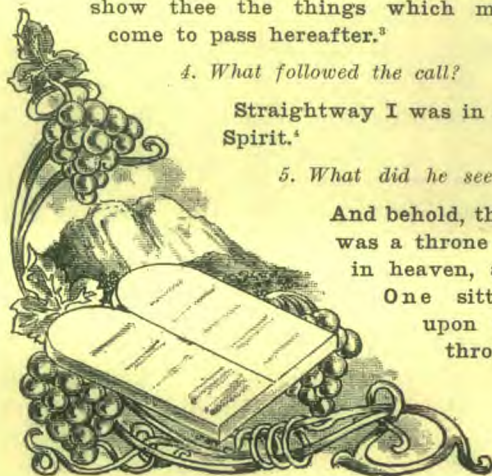 show thee the things which m
come to pass hereafter.³
4. What followed the call?
Straightway I was in
Spirit.⁴
5. What did he see
And behold, th
was a throne
in heaven, a
One sitt
upon
thro